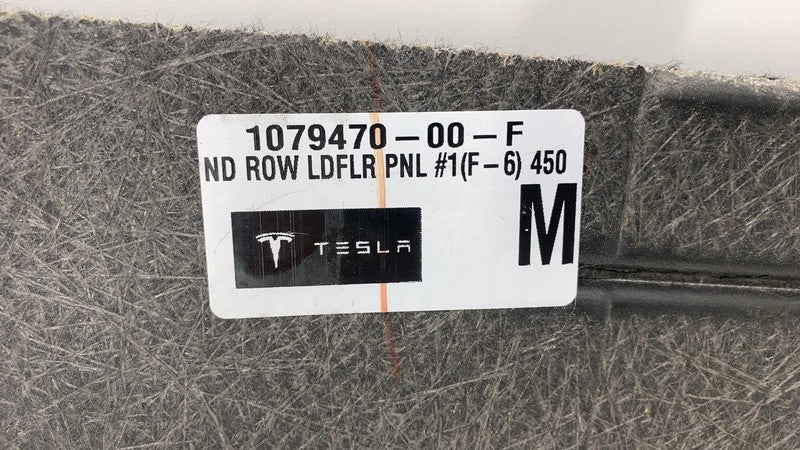 1079470-00-F
ND ROW LDFLR PNL #1(F-6) 450
M
TESLA